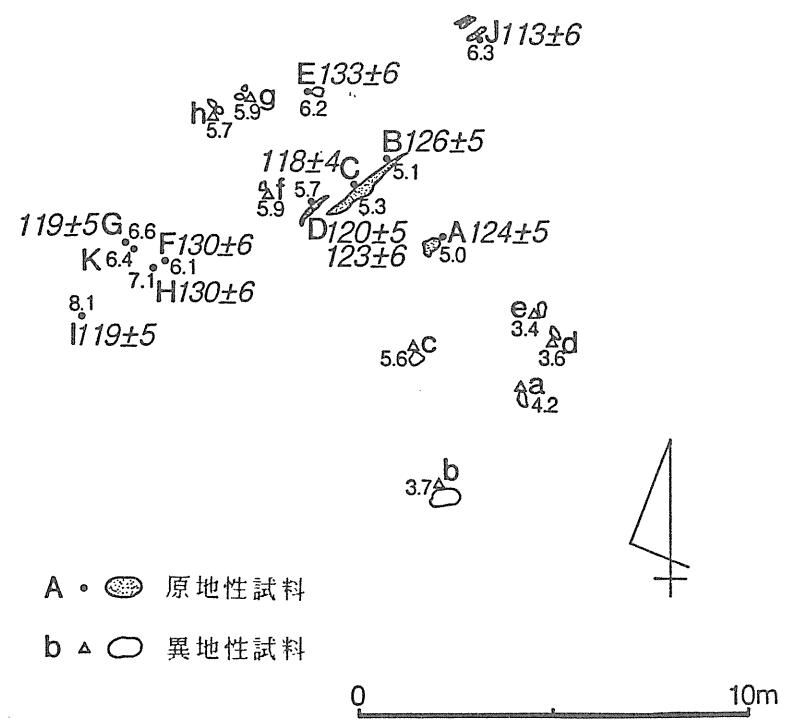 J113±6
6.3
E133±6
6.2
g
5.9
h
5.7
B126±5
5.1
118±4C
5.3
f
5.9
5.7
D120±5
123±6
A124±5
5.0
119±5G
6.6
K
6.4
F130±6
6.1
7.1
H130±6
8.1
I119±5
e
3.4
d
3.6
c
5.6
a
4.2
b
3.7
A 原地性試料
b 異地性試料
0 10m